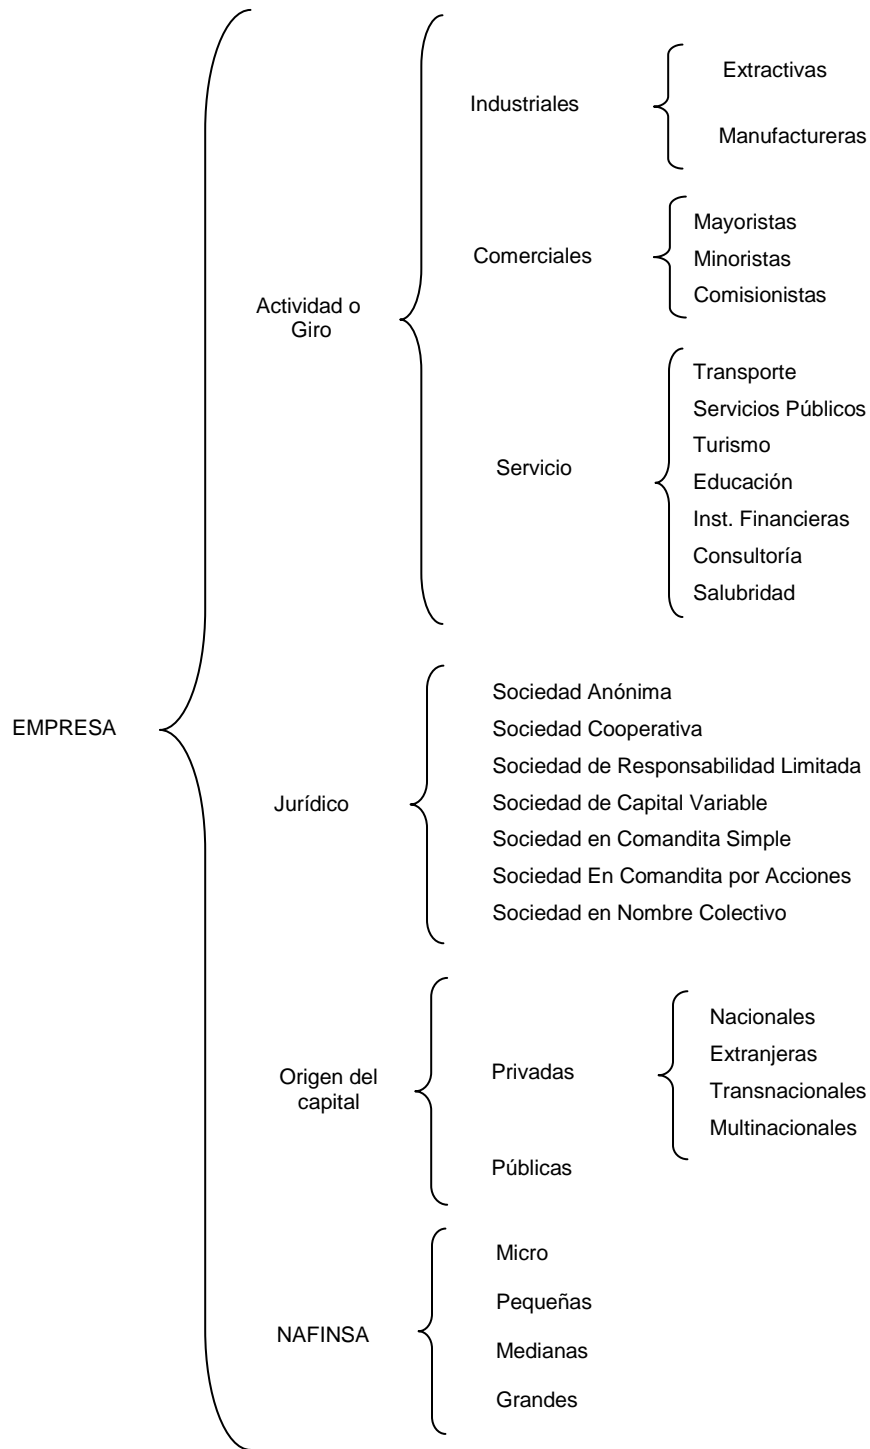 EMPRESA
Actividad o
Giro
Industriales
Extractivas
Manufactureras
Comerciales
Mayoristas
Minoristas
Comisionistas
Servicio
Transporte
Servicios Públicos
Turismo
Educación
Inst. Financieras
Consultoría
Salubridad
Jurídico
Sociedad Anónima
Sociedad Cooperativa
Sociedad de Responsabilidad Limitada
Sociedad de Capital Variable
Sociedad en Comandita Simple
Sociedad En Comandita por Acciones
Sociedad en Nombre Colectivo
Origen del
capital
Privadas
Nacionales
Extranjeras
Transnacionales
Multinacionales
Públicas
NAFINSA
Micro
Pequeñas
Medianas
Grandes